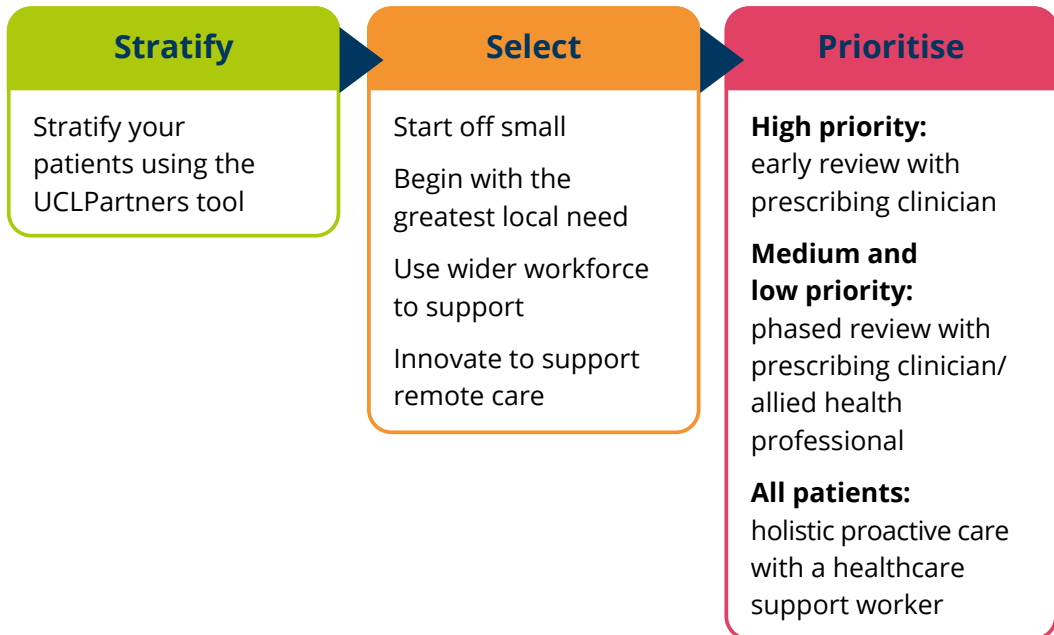 Stratify
Stratify your
patients using the
UCLPartners tool
Select
Start off small
Begin with the
greatest local need
Use wider workforce
to support
Innovate to support
remote care
Prioritise
High priority:
early review with
prescribing clinician
Medium and
low priority:
phased review with
prescribing clinician/
allied health
professional
All patients:
holistic proactive care
with a healthcare
support worker